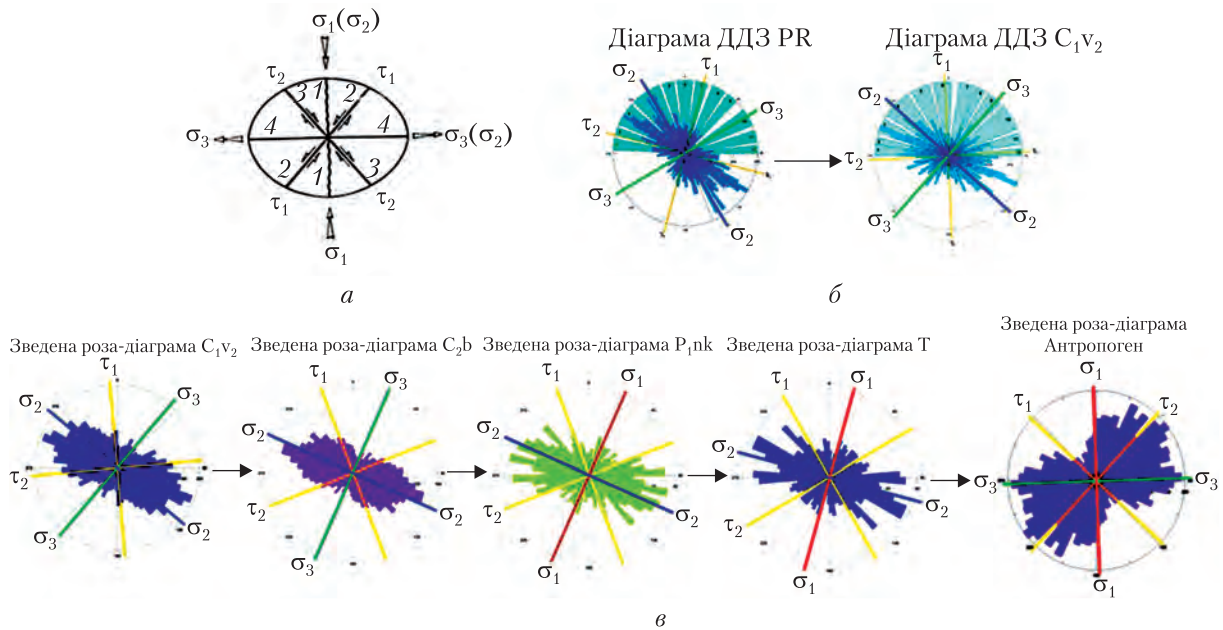 σ₁(σ₂)
τ₂ τ₁
3 1 2
σ₃ 4 4 σ₃(σ₂)
2 1 3
τ₁ τ₂
σ₁
а
Діаграма ДДЗ PR
σ₂ τ₁
σ₃
τ₂
σ₃
σ₂
Діаграма ДДЗ C₁v₂
τ₁
σ₂ σ₃
τ₂
σ₃ σ₂
б
Зведена роза-діаграма C₁v₂
τ₁
σ₂ σ₃
τ₂
σ₃ σ₂
Зведена роза-діаграма C₂b
τ₁ σ₃
σ₂
τ₂ σ₂
σ₃
Зведена роза-діаграма P₁nk
τ₁ σ₁
σ₂
τ₂ σ₂
σ₁
Зведена роза-діаграма T
τ₁ σ₁
σ₂
τ₂ σ₂
σ₁
Зведена роза-діаграма
Антропоген
σ₁
τ₁ τ₂
σ₃ σ₃
σ₁
в